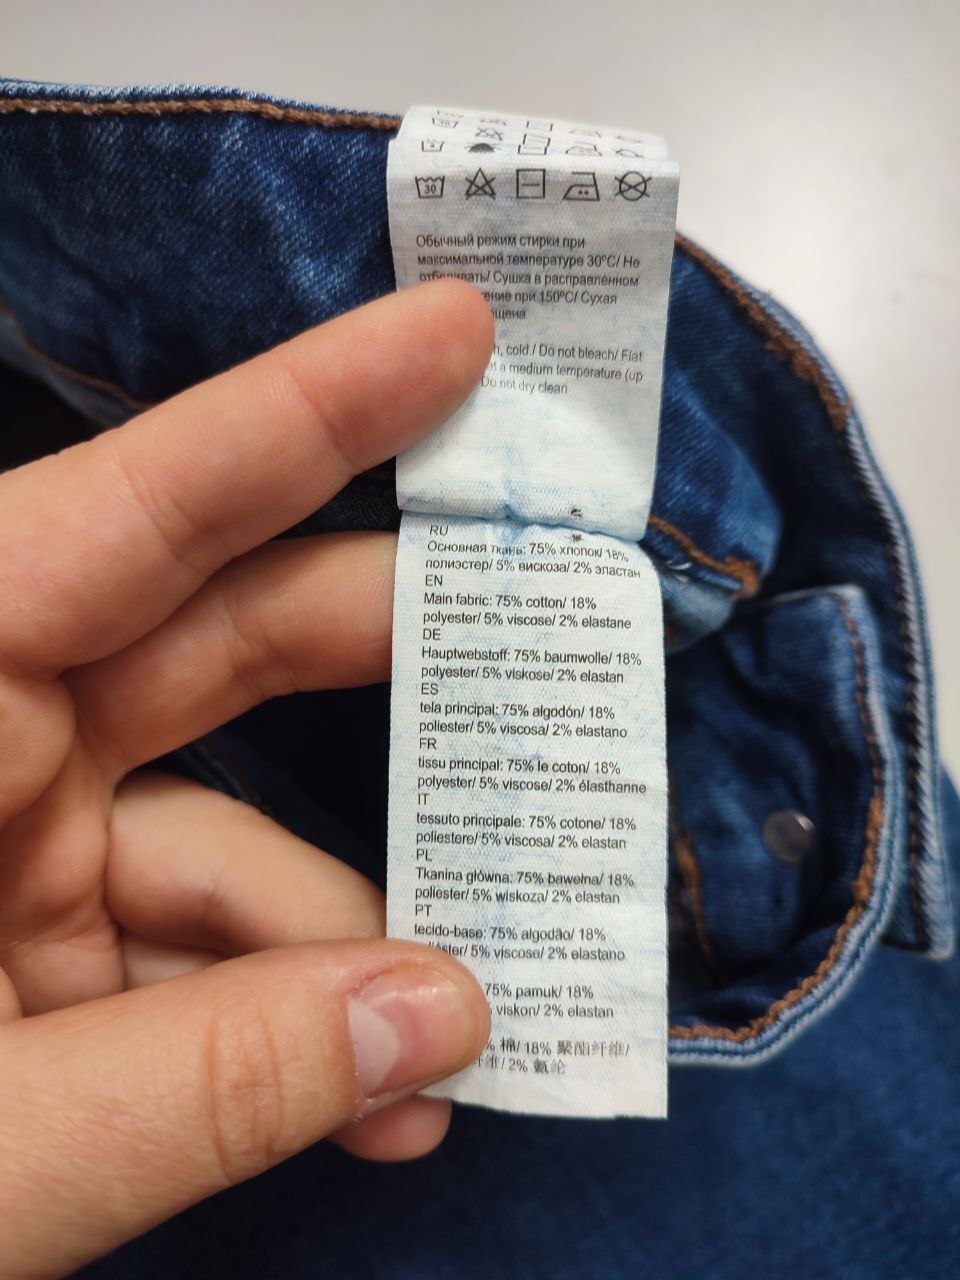 30
Обычный режим стирки при
максимальной температуре 30°C/ Не
отбеливать/ Сушка в расправленном
при 150°C/ Сухая
cold./ Do not bleach/ Flat
at a medium temperature (up
Do not dry clean
RU
Основная ткань: 75% хлопок/ 18%
полиэстер/ 5% вискоза/ 2% эластан
EN
Main fabric: 75% cotton/ 18%
polyester/ 5% viscose/ 2% elastane
DE
Hauptwebstoff: 75% baumwolle/ 18%
polyester/ 5% viskose/ 2% elastan
ES
tela principal: 75% algodón/ 18%
poliester/ 5% viscosa/ 2% elastano
FR
tissu principal: 75% le coton/ 18%
polyester/ 5% viscose/ 2% élasthanne
IT
tessuto principale: 75% cotone/ 18%
poliestere/ 5% viscosa/ 2% elastan
PL
Tkanina główna: 75% bawełna/ 18%
poliester/ 5% wiskoza/ 2% elastan
PT
tecido-base: 75% algodão/ 18%
5% viscose/ 2% elastano
75% pamuk/ 18%
viskon/ 2% elastan
% 棉/ 18% 聚酯纤维/
纤维/ 2% 氨纶